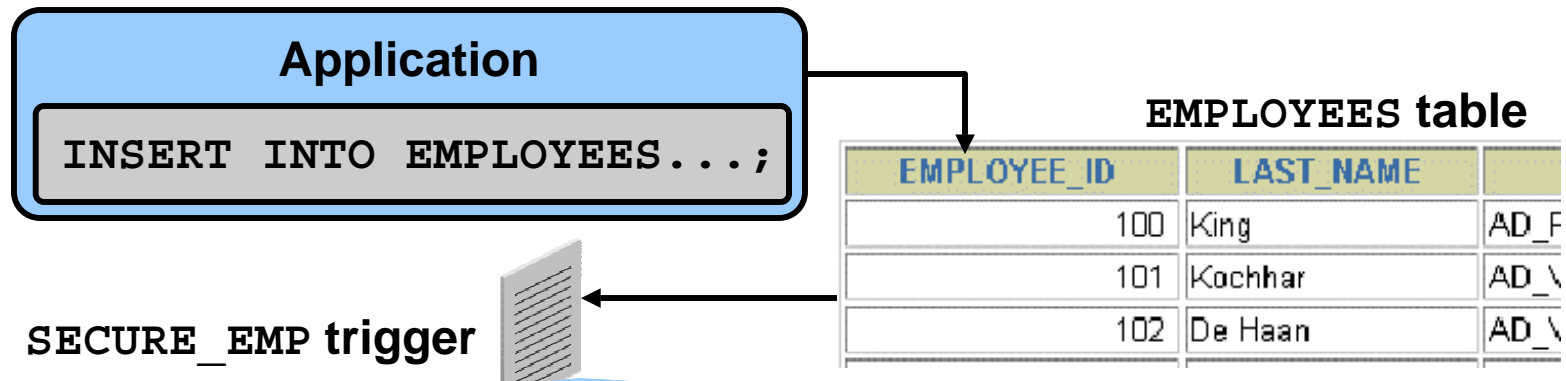 Application
INSERT INTO EMPLOYEES...;
EMPLOYEES table
EMPLOYEE_ID LAST_NAME
100 King
101 Kochhar
102 De Haan
SECURE_EMP trigger